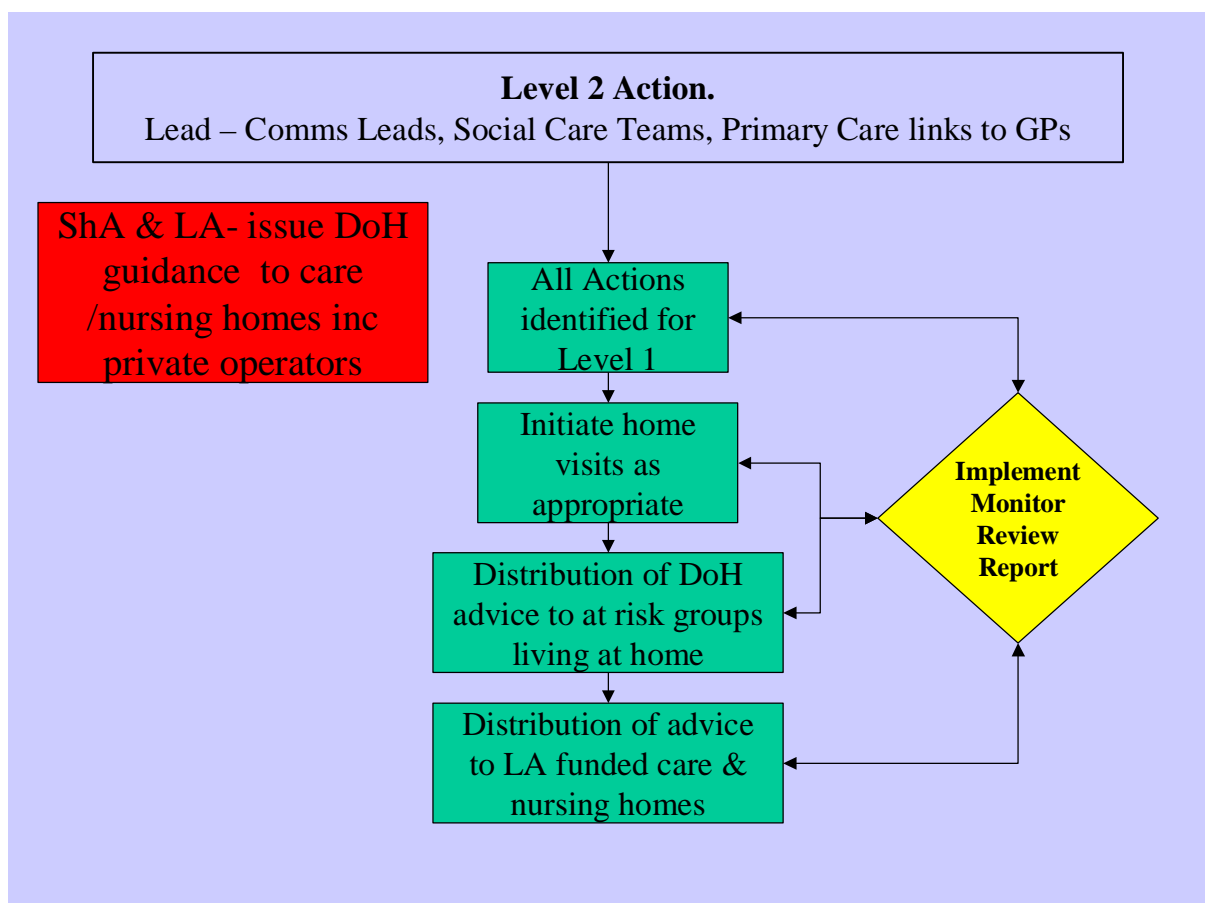 Level 2 Action.
Lead – Comms Leads, Social Care Teams, Primary Care links to GPs
ShA & LA- issue DoH
guidance to care
/nursing homes inc
private operators
All Actions
identified for
Level 1
Initiate home
visits as
appropriate
Distribution of DoH
advice to at risk groups
living at home
Distribution of advice
to LA funded care &
nursing homes
Implement
Monitor
Review
Report